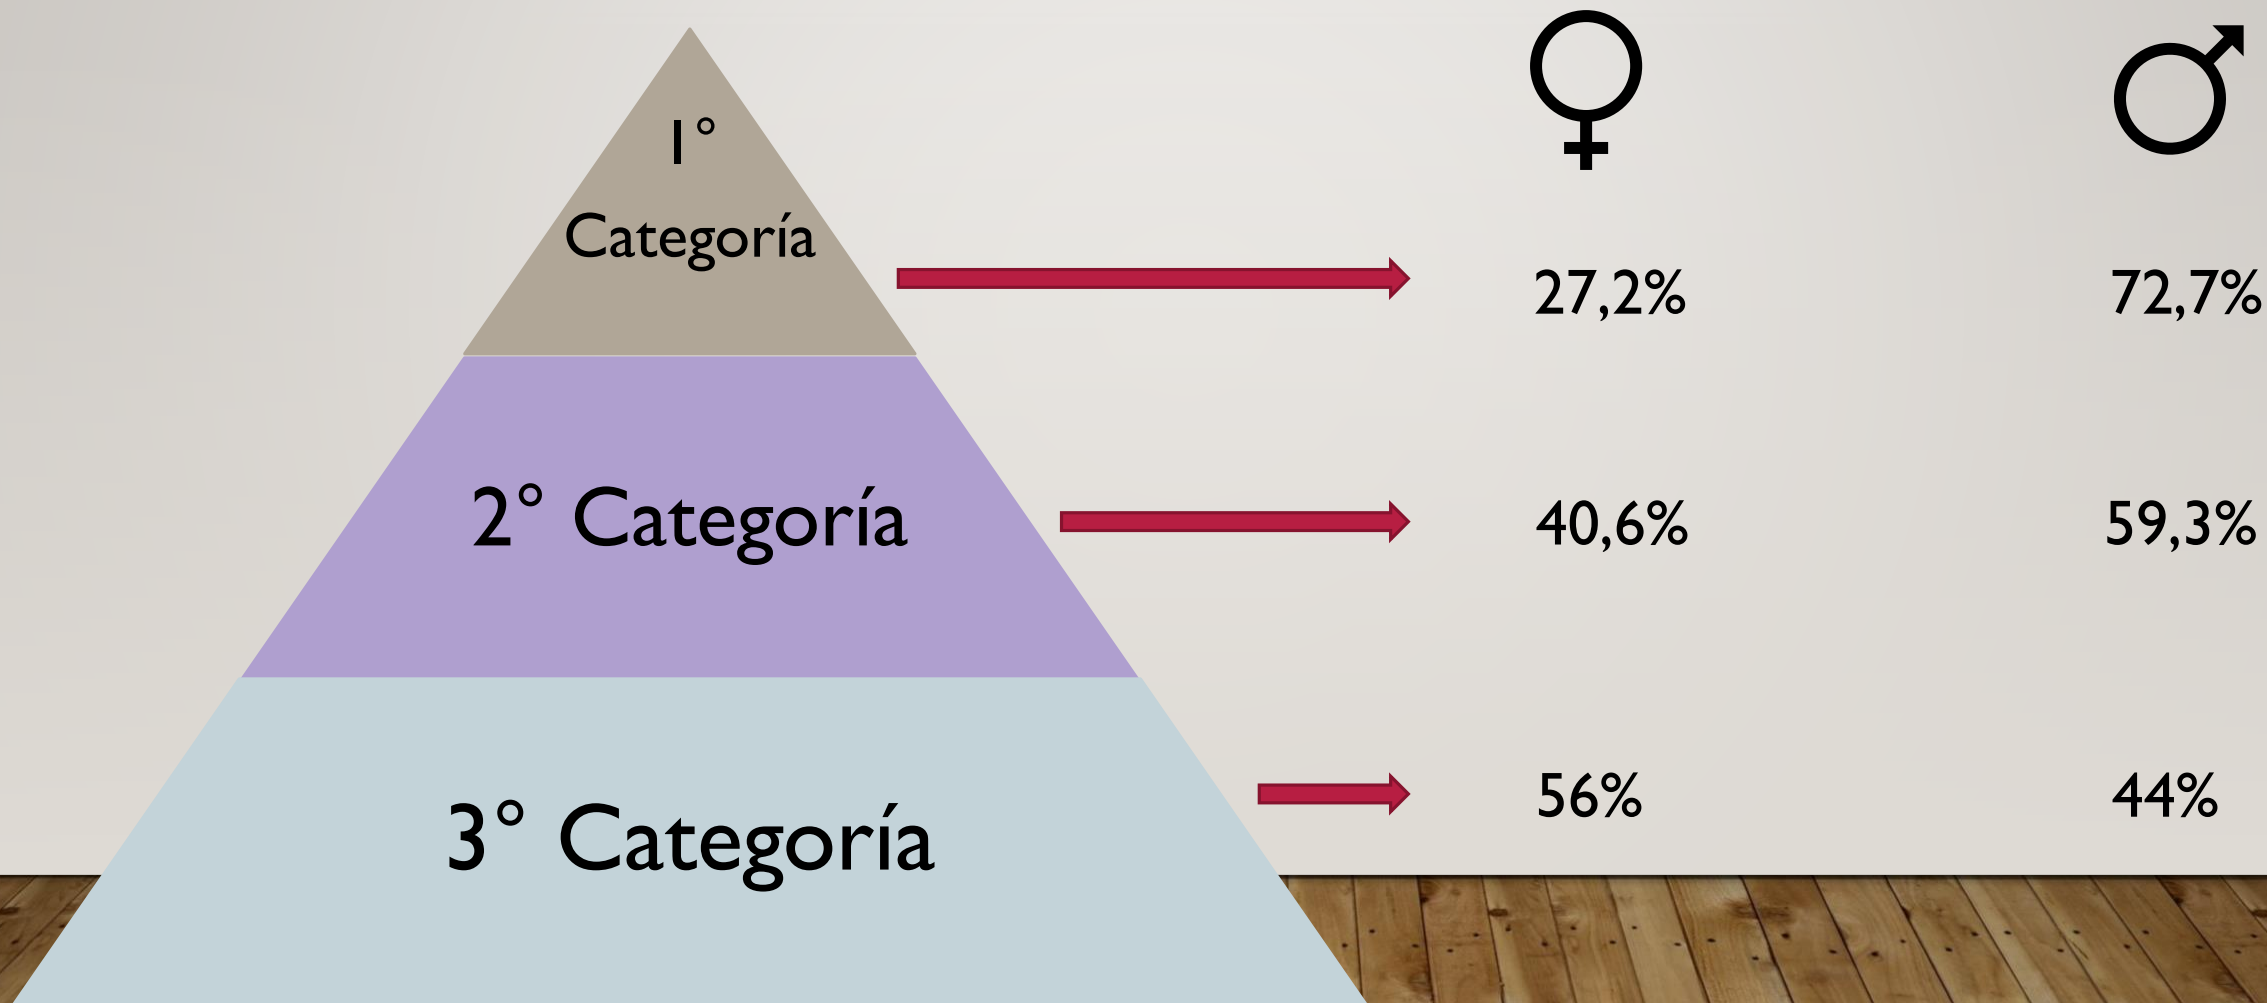 1°
Categoría
27,2% 72,7%
2° Categoría
40,6% 59,3%
3° Categoría
56% 44%